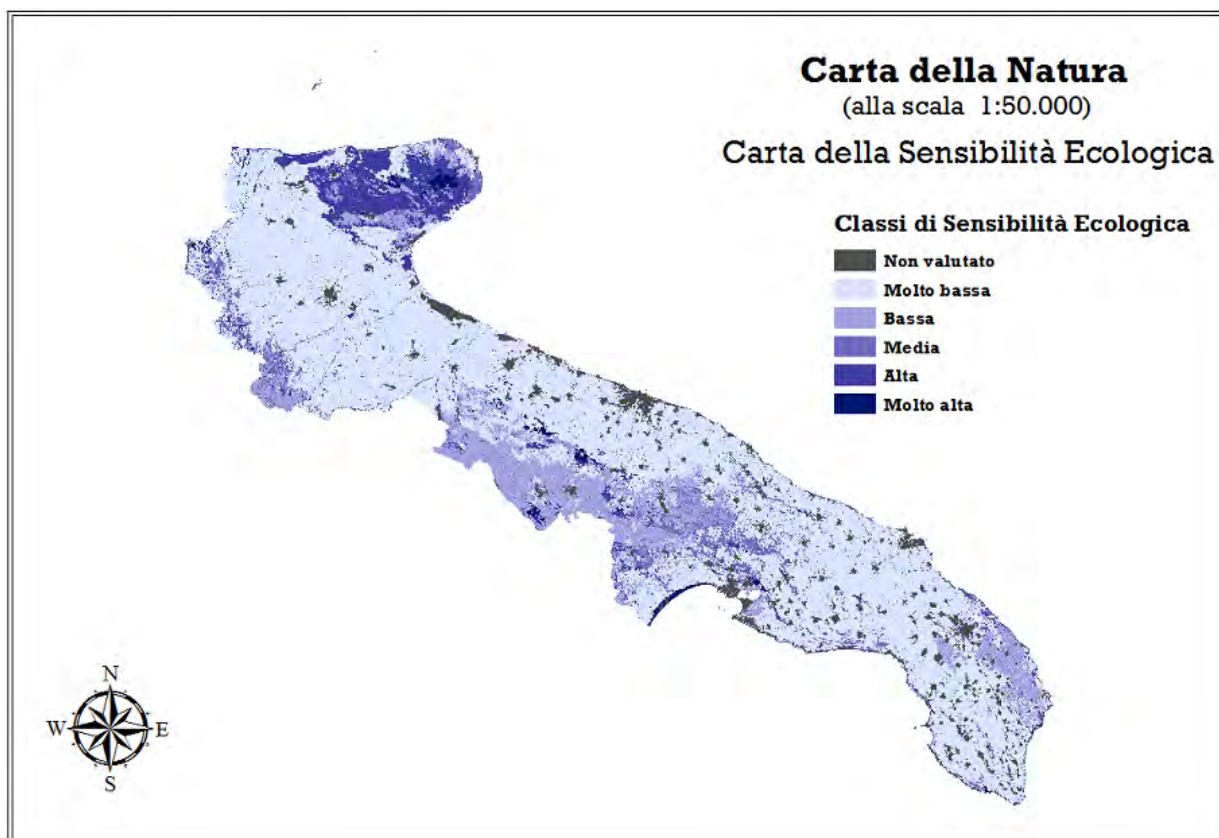 Carta della Natura
(alla scala 1:50.000)
Carta della Sensibilità Ecologica
Classi di Sensibilità Ecologica
Non valutato
Molto bassa
Bassa
Media
Alta
Molto alta
N
W E
S